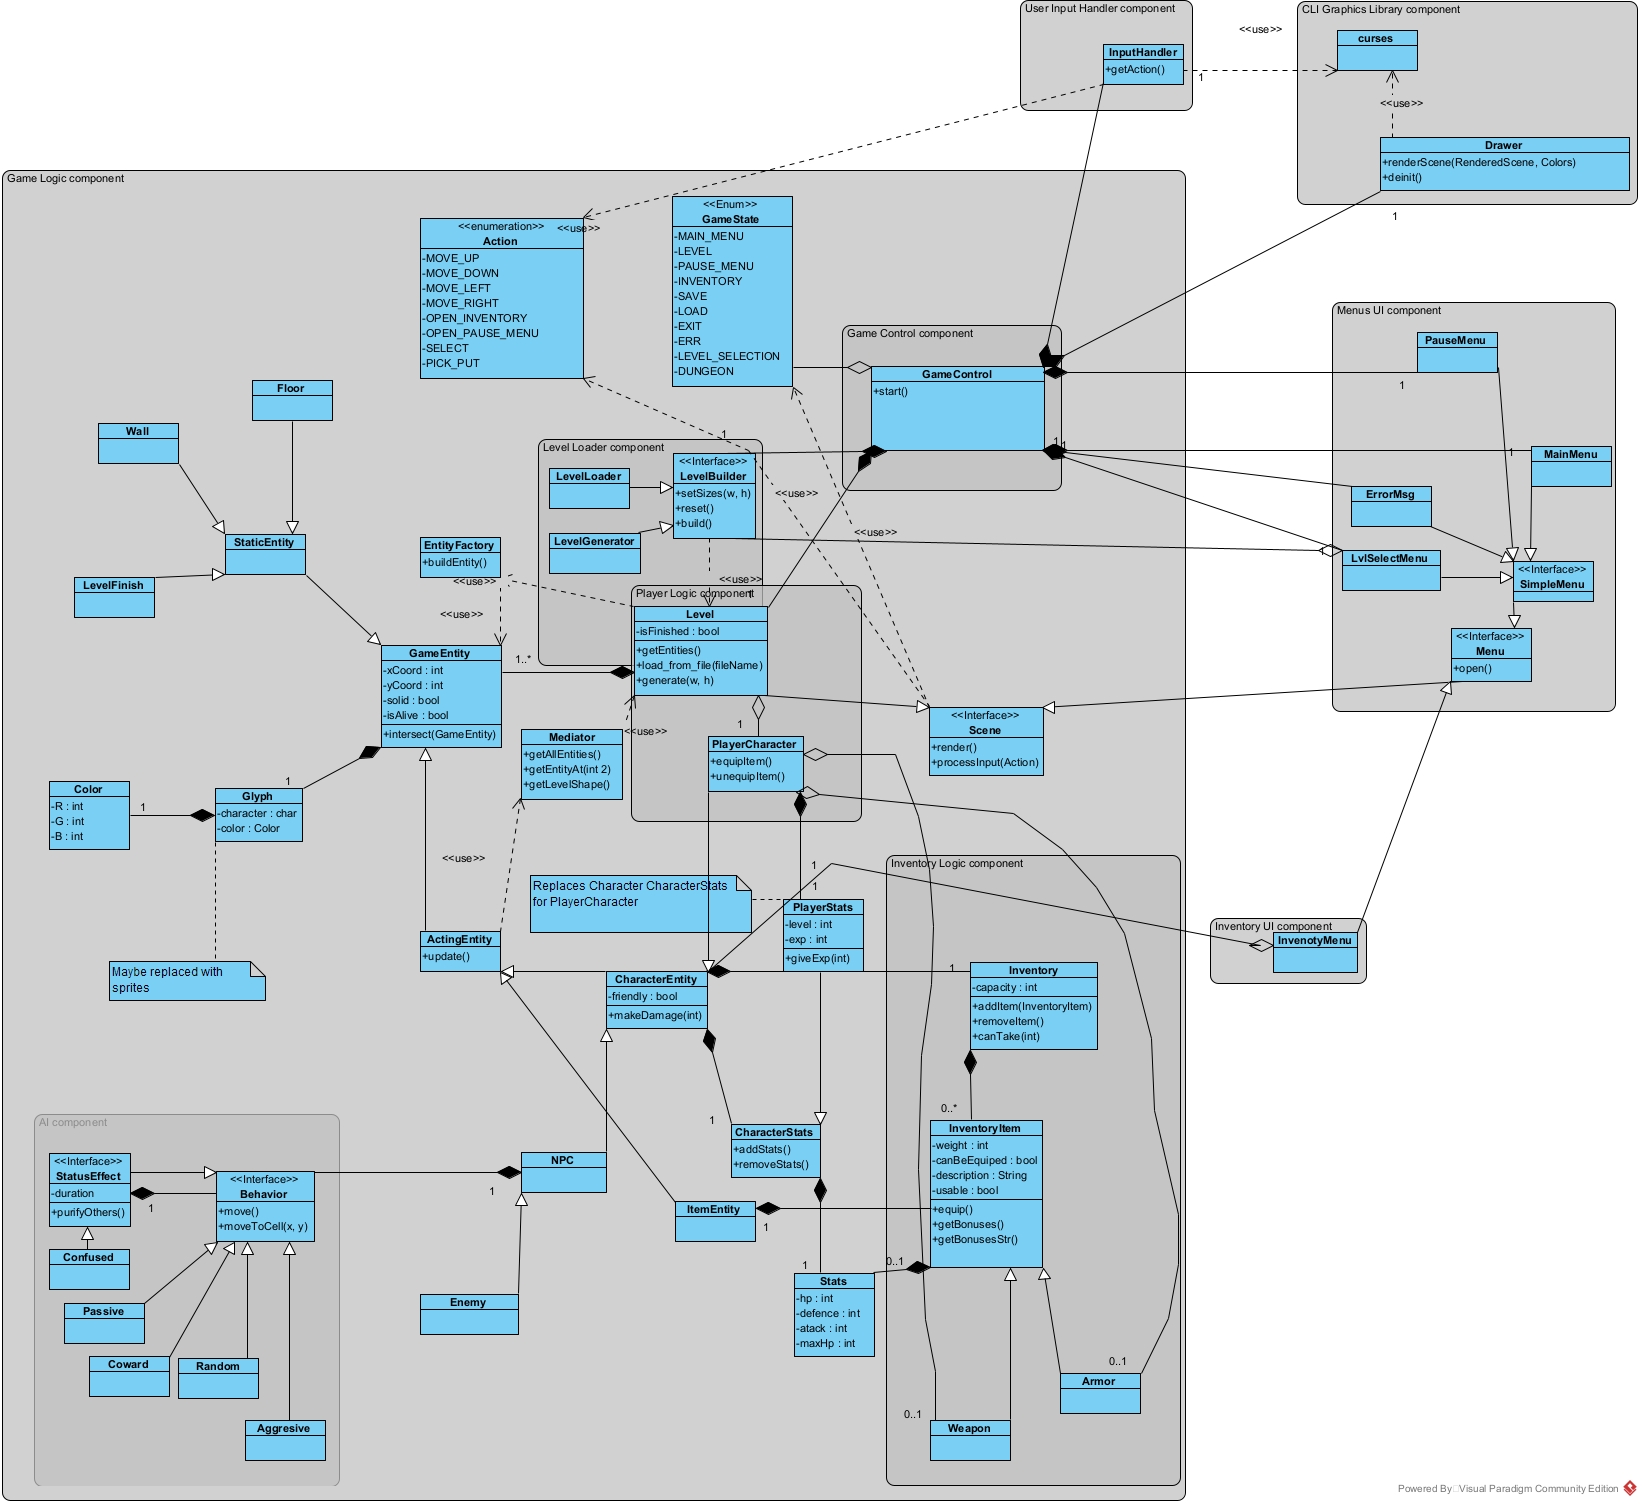 User Input Handler component
InputHandler
+getAction()
<<use>>
1
CLI Graphics Library component
curses
<<use>>
Drawer
+renderScene(RenderedScene, Colors)
+deinit()
1
Game Logic component
<<enumeration>>
Action
-MOVE_UP
-MOVE_DOWN
-MOVE_LEFT
-MOVE_RIGHT
-OPEN_INVENTORY
-OPEN_PAUSE_MENU
-SELECT
-PICK_PUT
<<use>>
<<Enum>>
GameState
-MAIN_MENU
-LEVEL
-PAUSE_MENU
-INVENTORY
-SAVE
-LOAD
-EXIT
-ERR
-LEVEL_SELECTION
-DUNGEON
Game Control component
GameControl
+start()
1
1
Menus UI component
PauseMenu
1
MainMenu
1
ErrorMsg
LvlSelectMenu
<<Interface>>
SimpleMenu
<<Interface>>
Menu
+open()
Floor
Wall
StaticEntity
LevelFinish
Level Loader component
1
LevelLoader
<<Interface>>
LevelBuilder
+setSizes(w, h)
+reset()
+build()
LevelGenerator
<<use>>
<<use>>
<<use>>
EntityFactory
+buildEntity()
<<use>>
<<use>>
Player Logic component
1
Level
-isFinished : bool
+getEntities()
+load_from_file(fileName)
+generate(w, h)
GameEntity
-xCoord : int
-yCoord : int
-solid : bool
-isAlive : bool
+intersect(GameEntity)
1..*
Mediator
+getAllEntities()
+getEntityAt(int 2)
+getLevelShape()
<<use>>
1
PlayerCharacter
+equipItem()
+unequipItem()
<<Interface>>
Scene
+render()
+processInput(Action)
Color
-R : int
-G : int
-B : int
1
Glyph
-character : char
-color : Color
1
<<use>>
Maybe replaced with
sprites
Replaces Character CharacterStats
for PlayerCharacter
1
1
PlayerStats
-level : int
-exp : int
+giveExp(int)
Inventory Logic component
Inventory UI component
InvenotyMenu
ActingEntity
+update()
CharacterEntity
-friendly : bool
+makeDamage(int)
1
Inventory
-capacity : int
+addItem(InventoryItem)
+removeItem()
+canTake(int)
0..*
InventoryItem
-weight : int
-canBeEquiped : bool
-description : String
-usable : bool
+equip()
+getBonuses()
+getBonusesStr()
1
CharacterStats
+addStats()
+removeStats()
AI component
<<Interface>>
StatusEffect
-duration
+purifyOthers()
1
<<Interface>>
Behavior
+move()
+moveToCell(x, y)
1
NPC
ItemEntity
1
Confused
Passive
Coward
Random
Aggresive
Enemy
1
0..1
Stats
-hp : int
-defence : int
-atack : int
-maxHp : int
0..1
Armor
0..1
Weapon
Powered By Visual Paradigm Community Edition